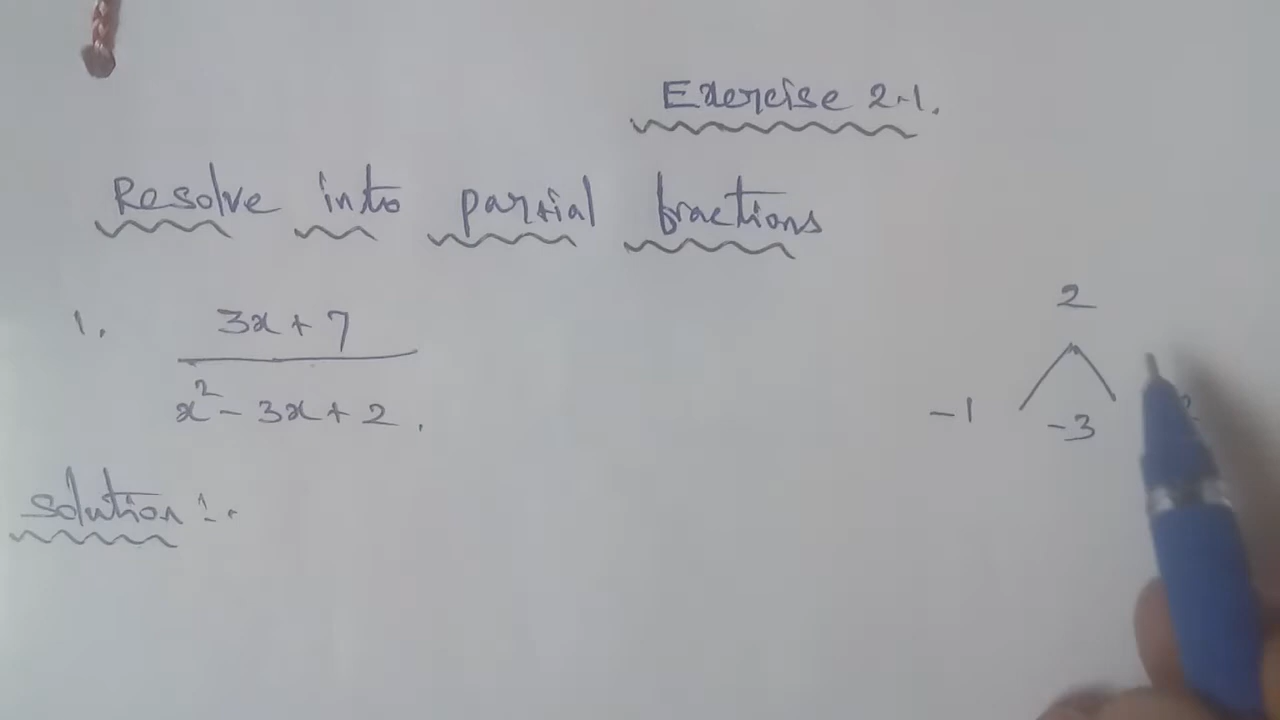 Exercise 2.1.
Resolve into partial fractions
1. 3x + 7
x² - 3x + 2.
Solution :-
2
-1 -3